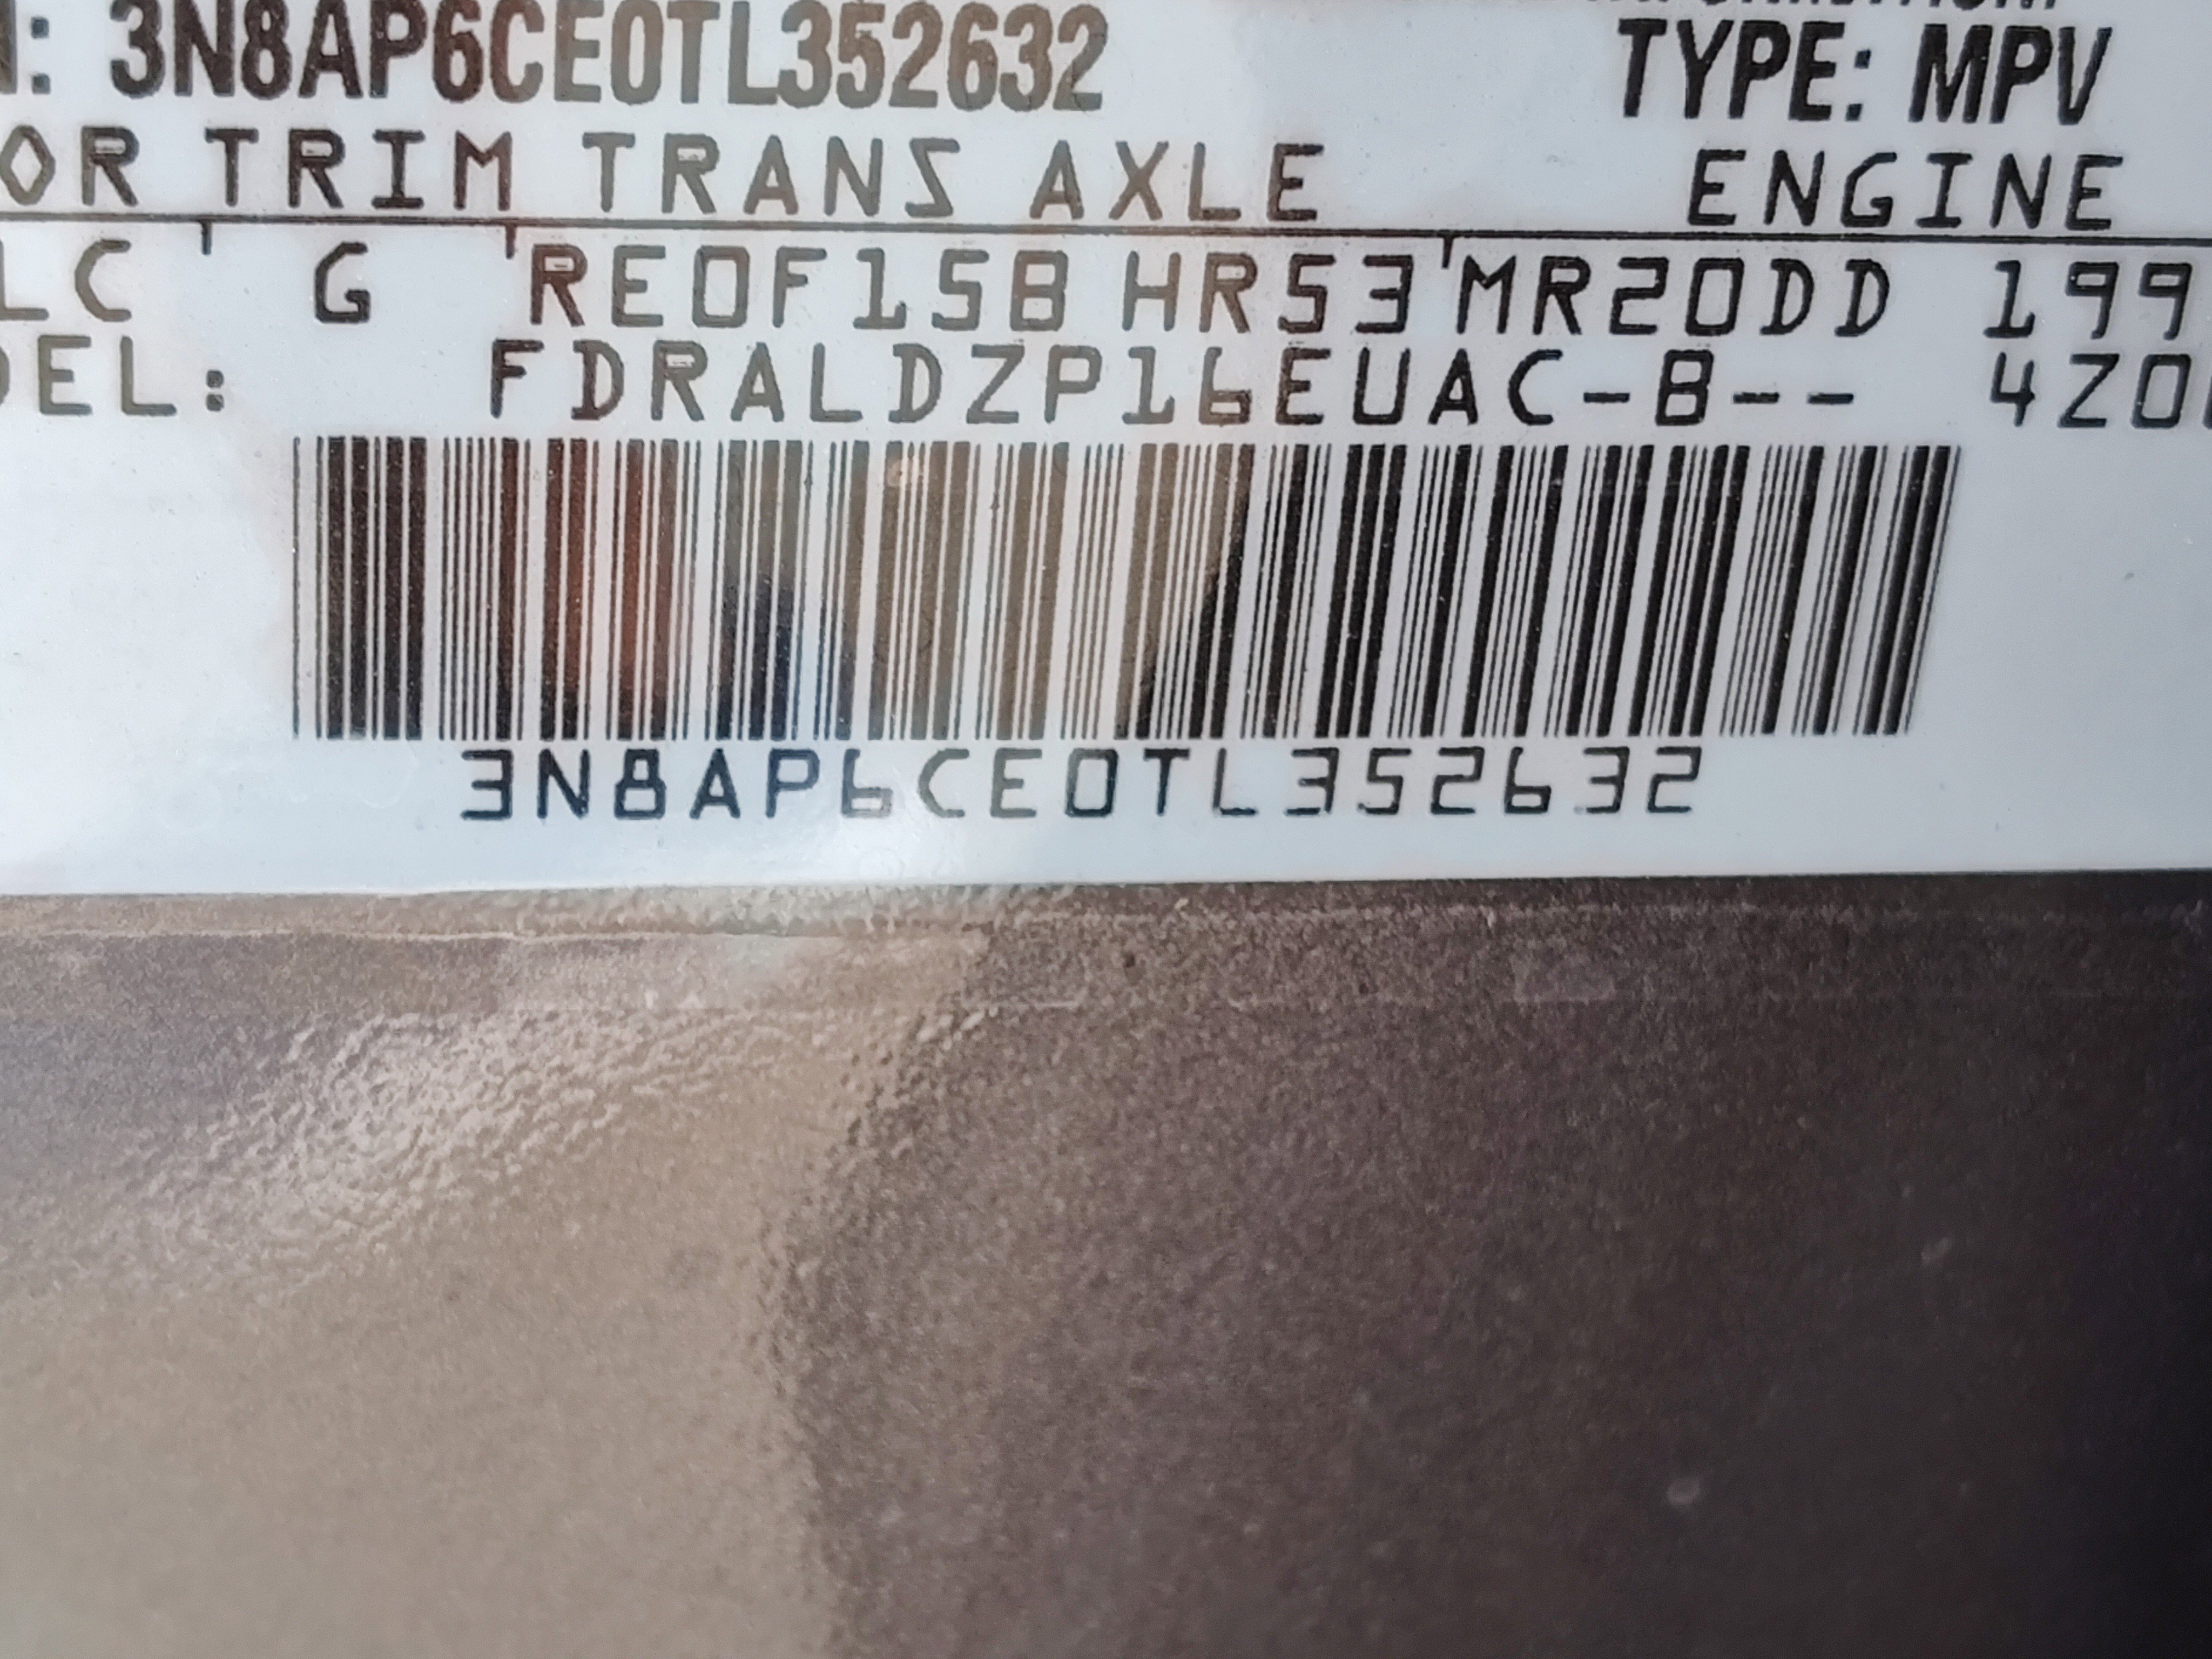 N: 3N8AP6CE0TL352632 TYPE: MPV
OR TRIM TRANS AXLE ENGINE
LC G RE0F15B HR53 MR20DD 199
DEL: FDRALDZP16EUAC-B-- 4Z0
3N8AP6CE0TL352632